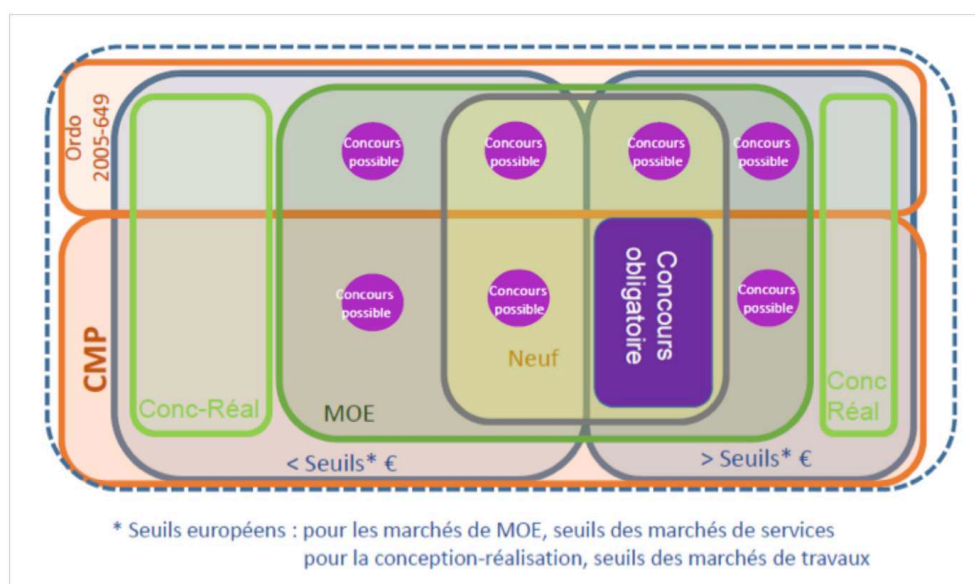 Ordo
2005-649
Concours
possible
Concours
possible
Concours
possible
Concours
possible
CMP
Concours
possible
Concours
possible
Concours
obligatoire
Concours
possible
Neuf
Conc-Réal
MOE
Conc
Réal
< Seuils* €
> Seuils* €
* Seuils européens : pour les marchés de MOE, seuils des marchés de services
pour la conception-réalisation, seuils des marchés de travaux